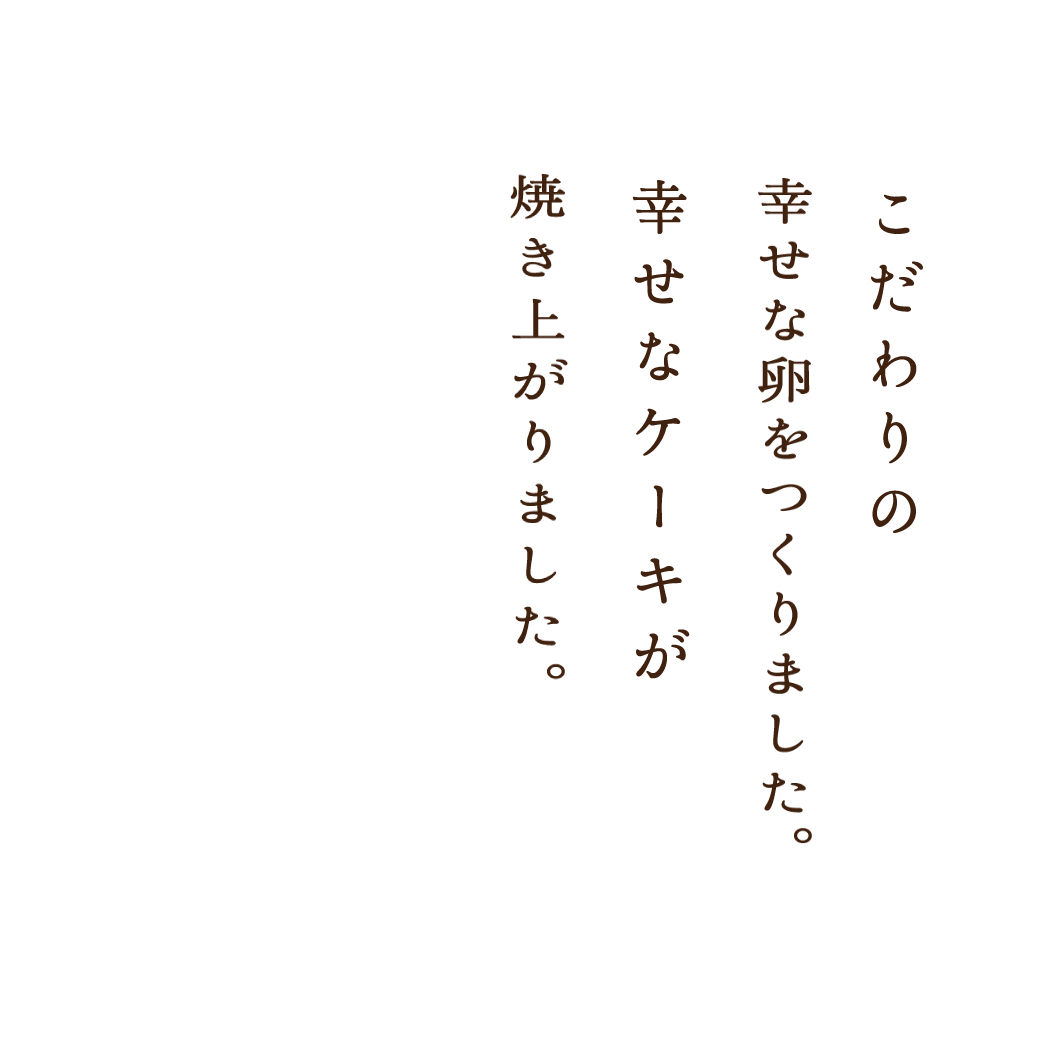 こだわりの
幸せな卵をつくりました。
幸せなケーキが
焼き上がりました。